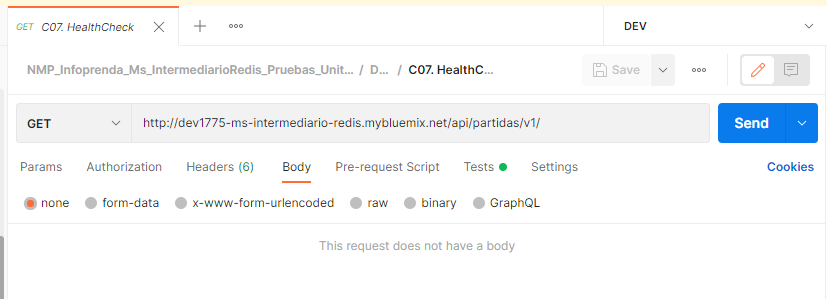 GET C07. HealthCheck
DEV
NMP_Infoprenda_Ms_IntermediarioRedis_Pruebas_Unit... / D... / C07. HealthC...
Save
GET http://dev1775-ms-intermediario-redis.mybluemix.net/api/partidas/v1/ Send
Params Authorization Headers (6) Body Pre-request Script Tests Settings Cookies
none form-data x-www-form-urlencoded raw binary GraphQL
This request does not have a body